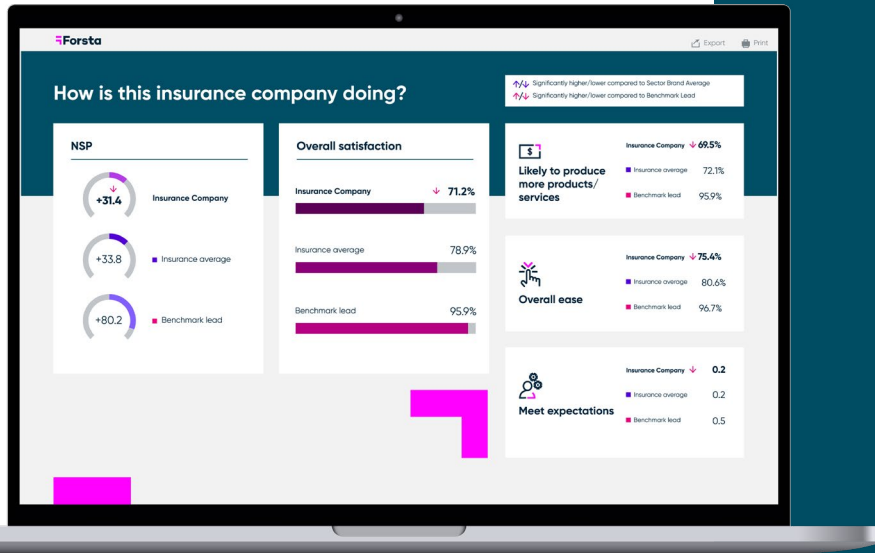 Forsta
Export Print
How is this insurance company doing?
↑/↓ Significantly higher/lower compored to Sector Brand Average
↑/↓ Significantly higher/lower compared to Benchmark Lead
NSP
↓
+31.4 Insurance Company
+33.8 Insurance average
+80.2 Benchmark lead
Overall satisfaction
Insurance Company ↓ 71.2%
Insurance average 78.9%
Benchmark lead 95.9%
$
Likely to produce
more products/
services
Insurance Company ↓ 69.5%
Insurance average 72.1%
Benchmark lead 95.9%
Overall ease
Insurance Company ↓ 75.4%
Insurance average 80.6%
Benchmark lead 96.7%
Meet expectations
Insurance Company ↓ 0.2
Insurance average 0.2
Benchmark lead 0.5